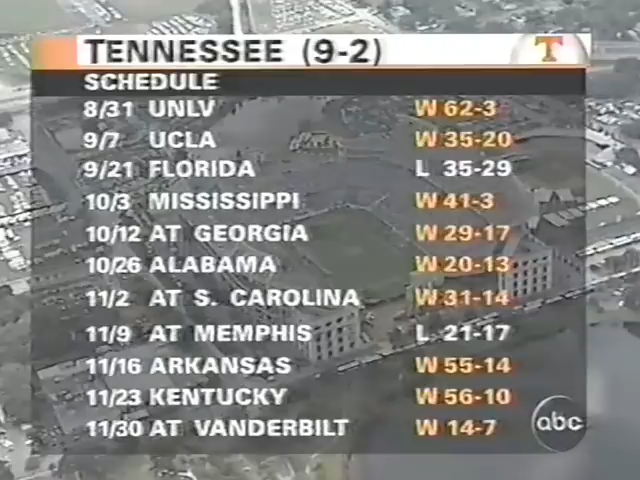 TENNESSEE (9-2) T
SCHEDULE
8/31 UNLV W 62-3
9/7 UCLA W 35-20
9/21 FLORIDA L 35-29
10/3 MISSISSIPPI W 41-3
10/12 AT GEORGIA W 29-17
10/26 ALABAMA W 20-13
11/2 AT S. CAROLINA W 31-14
11/9 AT MEMPHIS L 21-17
11/16 ARKANSAS W 55-14
11/23 KENTUCKY W 56-10
11/30 AT VANDERBILT W 14-7
abc